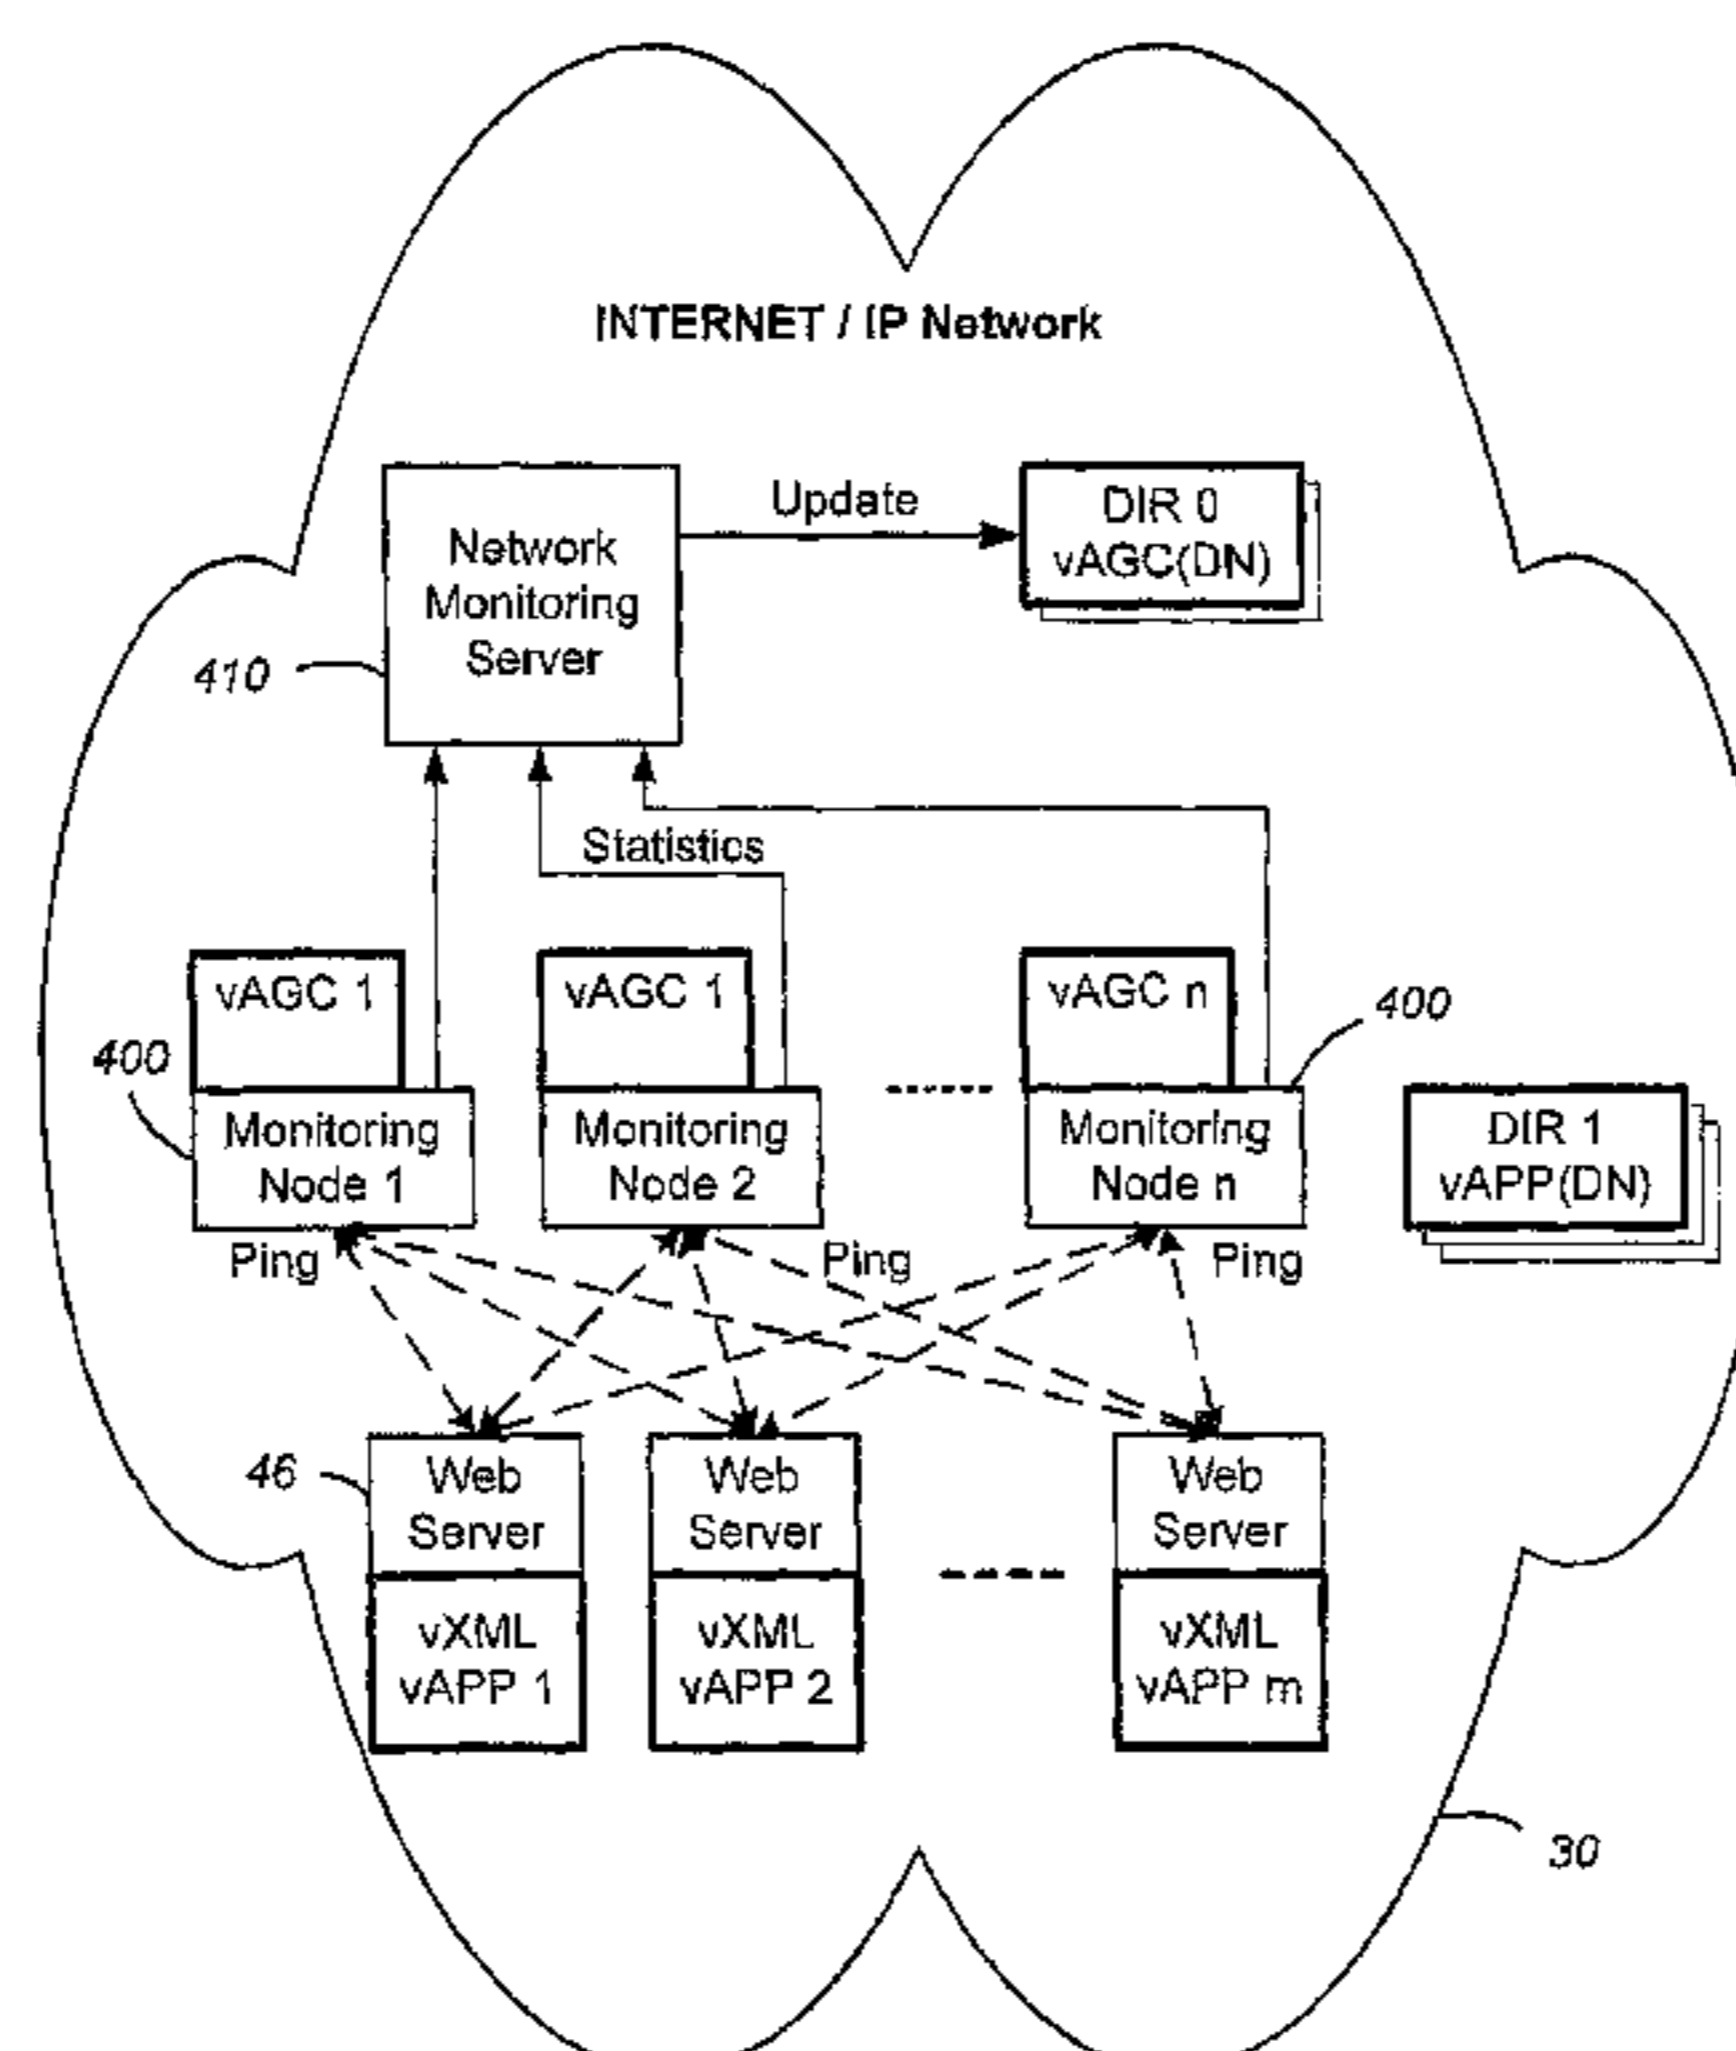 INTERNET / IP Network
Network
Monitoring
Server
Update
DIR 0
vAGC(DN)
410
Statistics
vAGC 1
vAGC 1
vAGC n
400
400
Monitoring
Node 1
Monitoring
Node 2
Monitoring
Node n
DIR 1
vAPP(DN)
Ping
Ping
Ping
46
Web
Server
Web
Server
Web
Server
vXML
vAPP 1
vXML
vAPP 2
vXML
vAPP m
30